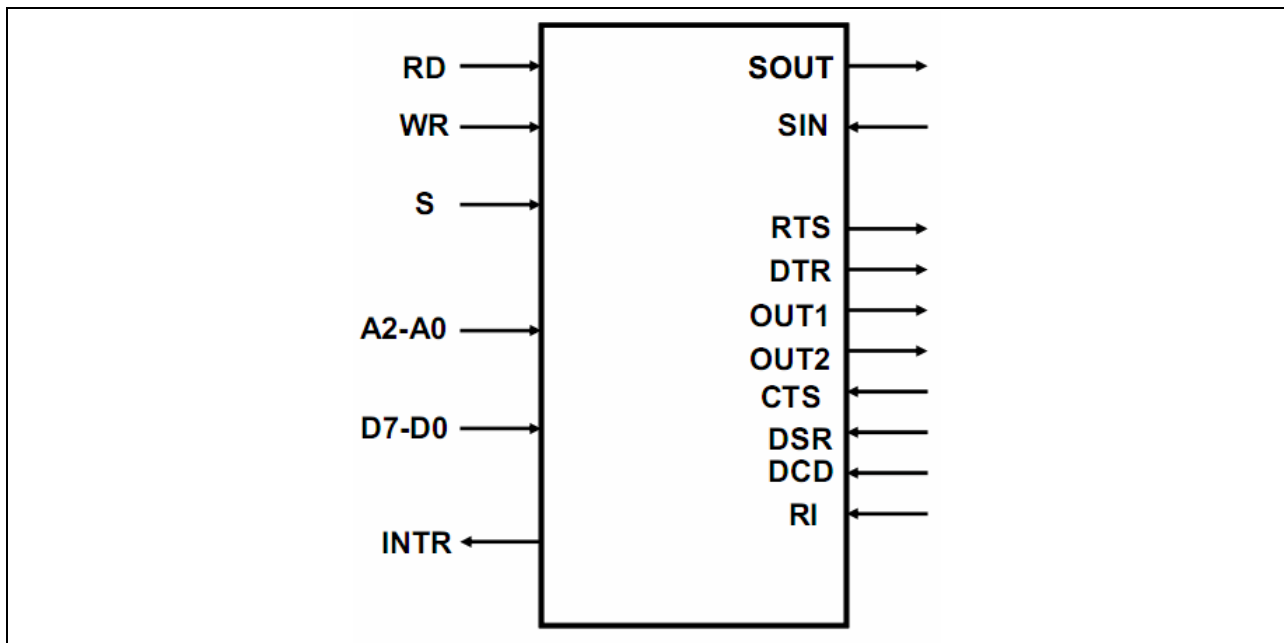 RD
WR
S
A2-A0
D7-D0
INTR
SOUT
SIN
RTS
DTR
OUT1
OUT2
CTS
DSR
DCD
RI